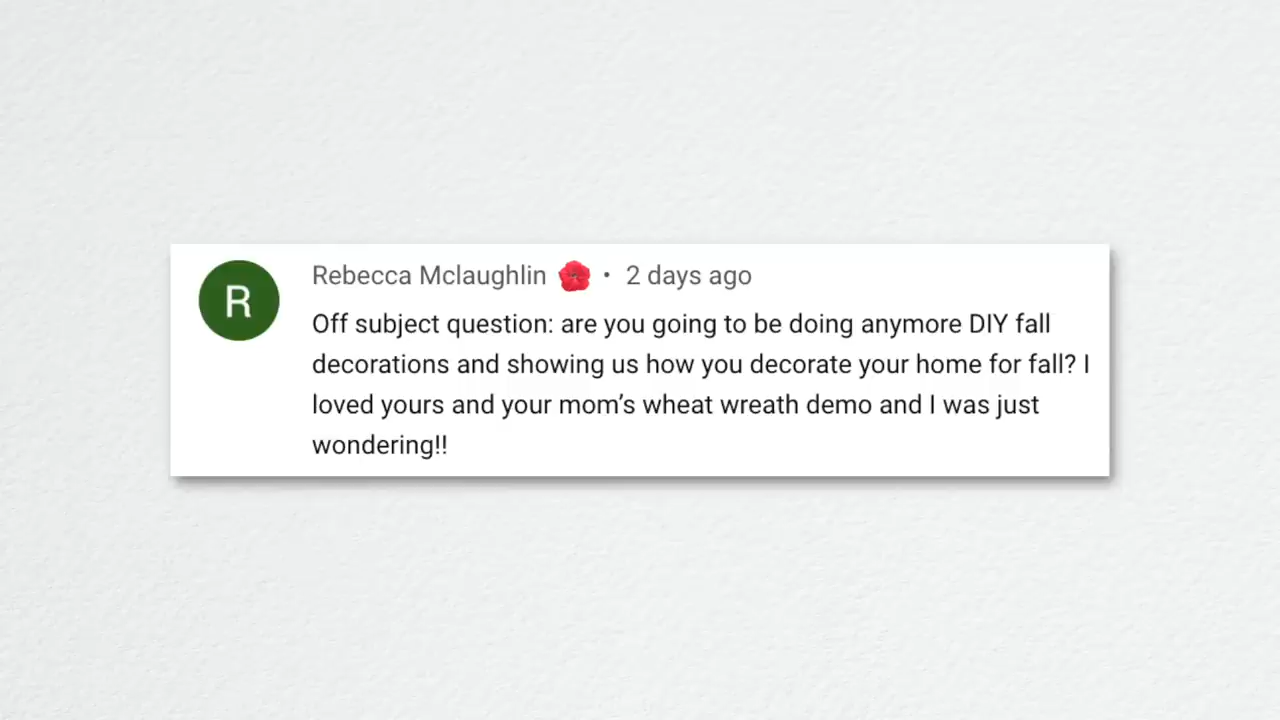 R
Rebecca Mclaughlin • 2 days ago
Off subject question: are you going to be doing anymore DIY fall
decorations and showing us how you decorate your home for fall? I
loved yours and your mom’s wheat wreath demo and I was just
wondering!!